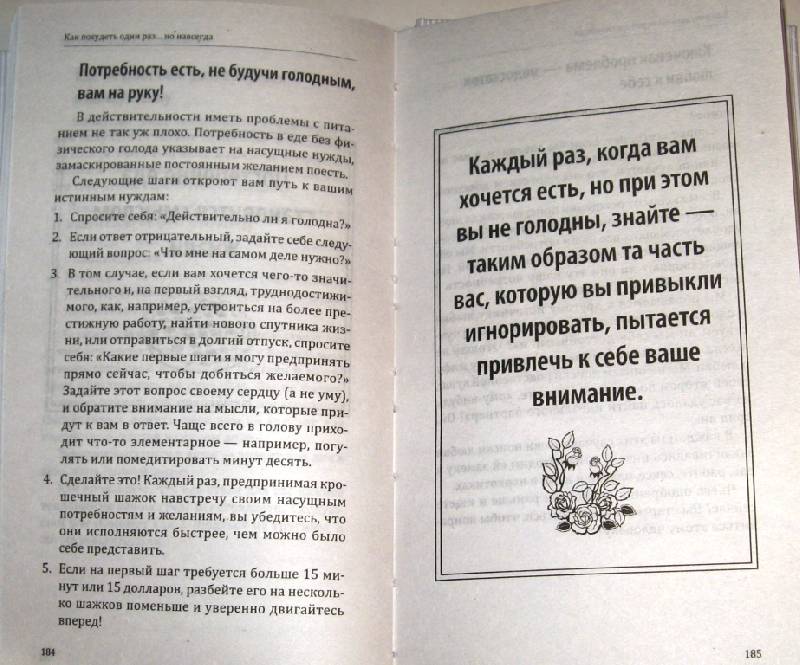 Как похудеть один раз... но навсегда
Потребность есть, не будучи голодным,
вам на руку!
В действительности иметь проблемы с пита-
нием не так уж плохо. Потребность в еде без фи-
зического голода указывает на насущные нужды,
замаскированные постоянным желанием поесть.
Следующие шаги откроют вам путь к вашим
истинным нуждам:
1. Спросите себя: «Действительно ли я голодна?»
2. Если ответ отрицательный, задайте себе следу-
ющий вопрос: «Что мне на самом деле нужно?»
3. В том случае, если вам хочется чего-то значи-
тельного и, на первый взгляд, труднодостижи-
мого, как, например, устроиться на более пре-
стижную работу, найти нового спутника жиз-
ни, или отправиться в долгий отпуск, спросите
себя: «Какие первые шаги я могу предпринять
прямо сейчас, чтобы добиться желаемого?»
Задайте этот вопрос своему сердцу (а не уму),
и обратите внимание на мысли, которые при-
дут к вам в ответ. Чаще всего в голову прихо-
дит что-то элементарное — например, погу-
лять или помедитировать минут десять.
4. Сделайте это! Каждый раз, предпринимая кро-
шечный шажок навстречу своим насущным
потребностям и желаниям, вы убедитесь, что
они исполняются быстрее, чем можно было
себе представить.
5. Если на первый шаг требуется больше 15 ми-
нут или 15 долларов, разбейте его на несколь-
ко шажков поменьше и уверенно двигайтесь
вперед!
184
Каждый раз, когда вам
хочется есть, но при этом
вы не голодны, знайте —
таким образом та часть
вас, которую вы привыкли
игнорировать, пытается
привлечь к себе ваше
внимание.
185